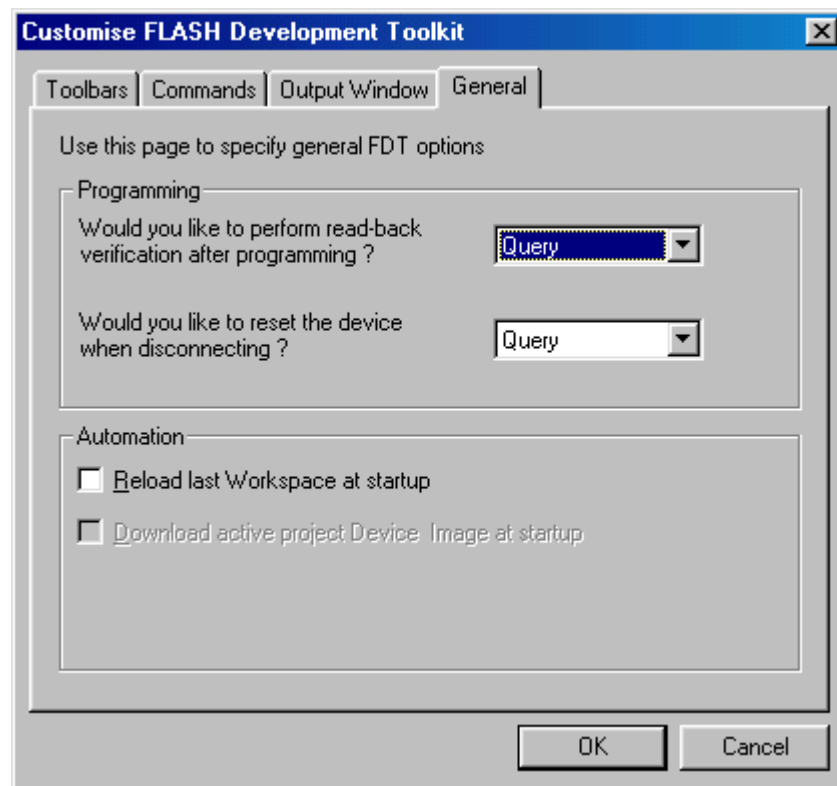 Customise FLASH Development Toolkit
Toolbars Commands Output Window General
Use this page to specify general FDT options
Programming
Would you like to perform read-back
verification after programming ?
Query
Would you like to reset the device
when disconnecting ?
Query
Automation
Reload last Workspace at startup
Download active project Device Image at startup
OK Cancel